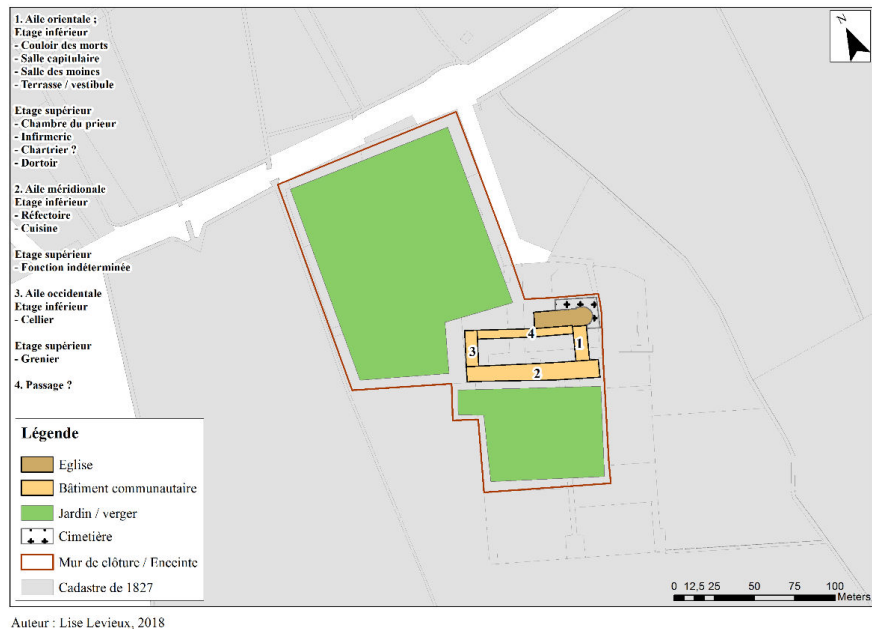 1. Aile orientale ;
Etage inférieur
- Couloir des morts
- Salle capitulaire
- Salle des moines
- Terrasse / vestibule
Etage supérieur
- Chambre du prieur
- Infirmerie
- Chartrier ?
- Dortoir
2. Aile méridionale
Etage inférieur
- Réfectoire
- Cuisine
Etage supérieur
- Fonction indéterminée
3. Aile occidentale
Etage inférieur
- Cellier
Etage supérieur
- Grenier
4. Passage ?
N
4
3
1
2
Légende
Eglise
Bâtiment communautaire
Jardin / verger
Cimetière
Mur de clôture / Enceinte
Cadastre de 1827
0 12,5 25 50 75 100
Meters
Auteur : Lise Levieux, 2018